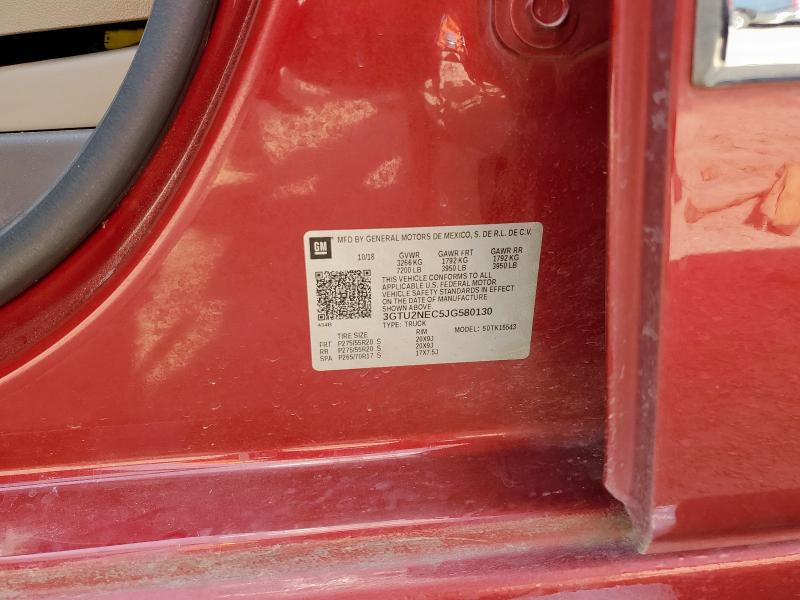 GM MFD BY GENERAL MOTORS DE MEXICO, S. DE R.L. DE C.V.
10/18 GVWR GAWR FRT GAWR RR
3266 KG 1792 KG 1792 KG
7200 LB 3950 LB 3950 LB
THIS VEHICLE CONFORMS TO ALL
APPLICABLE U.S. FEDERAL MOTOR
VEHICLE SAFETY STANDARDS IN EFFECT
ON THE DATE OF MANUFACTURE
SHOWN ABOVE.
3GTU2NEC5JG580130
434B TYPE: TRUCK MODEL: 50TK15543
TIRE SIZE RIM
FRT P275/55R20 S 20X9J
RR P275/55R20 S 20X9J
SPA P265/70R17 S 17X7.5J